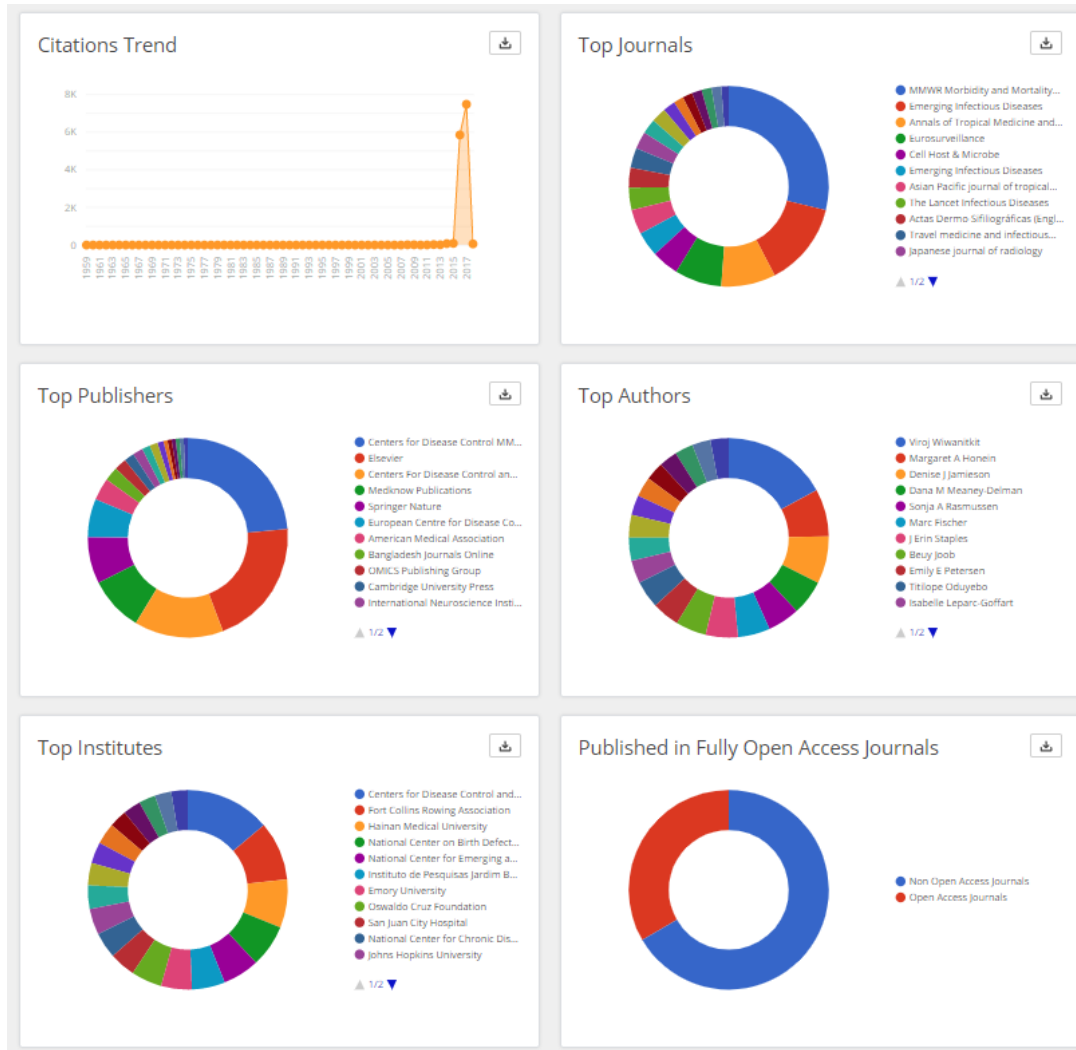 Citations Trend
8K
6K
4K
2K
0
1959
1961
1963
1965
1967
1969
1971
1973
1975
1977
1979
1981
1983
1985
1987
1989
1991
1993
1995
1997
1999
2001
2003
2005
2007
2009
2011
2013
2015
2017
Top Journals
MMWR Morbidity and Mortality...
Emerging Infectious Diseases
Annals of Tropical Medicine and...
Eurosurveillance
Cell Host & Microbe
Emerging Infectious Diseases
Asian Pacific journal of tropical...
The Lancet Infectious Diseases
Actas Dermo Sifiliográficas (Engl...
Travel medicine and infectious...
Japanese journal of radiology
1/2
Top Publishers
Centers for Disease Control MM...
Elsevier
Centers For Disease Control an...
Medknow Publications
Springer Nature
European Centre for Disease Co...
American Medical Association
Bangladesh Journals Online
OMICS Publishing Group
Cambridge University Press
International Neuroscience Insti...
1/2
Top Authors
Viroj Wiwanitkit
Margaret A Honein
Denise J Jamieson
Dana M Meaney-Delman
Sonja A Rasmussen
Marc Fischer
J Erin Staples
Beuy Joob
Emily E Petersen
Titilope Oduyebo
Isabelle Leparc-Goffart
1/2
Top Institutes
Centers for Disease Control and...
Fort Collins Rowing Association
Hainan Medical University
National Center on Birth Defect...
National Center for Emerging a...
Instituto de Pesquisas Jardim B...
Emory University
Oswaldo Cruz Foundation
San Juan City Hospital
National Center for Chronic Dis...
Johns Hopkins University
1/2
Published in Fully Open Access Journals
Non Open Access Journals
Open Access Journals